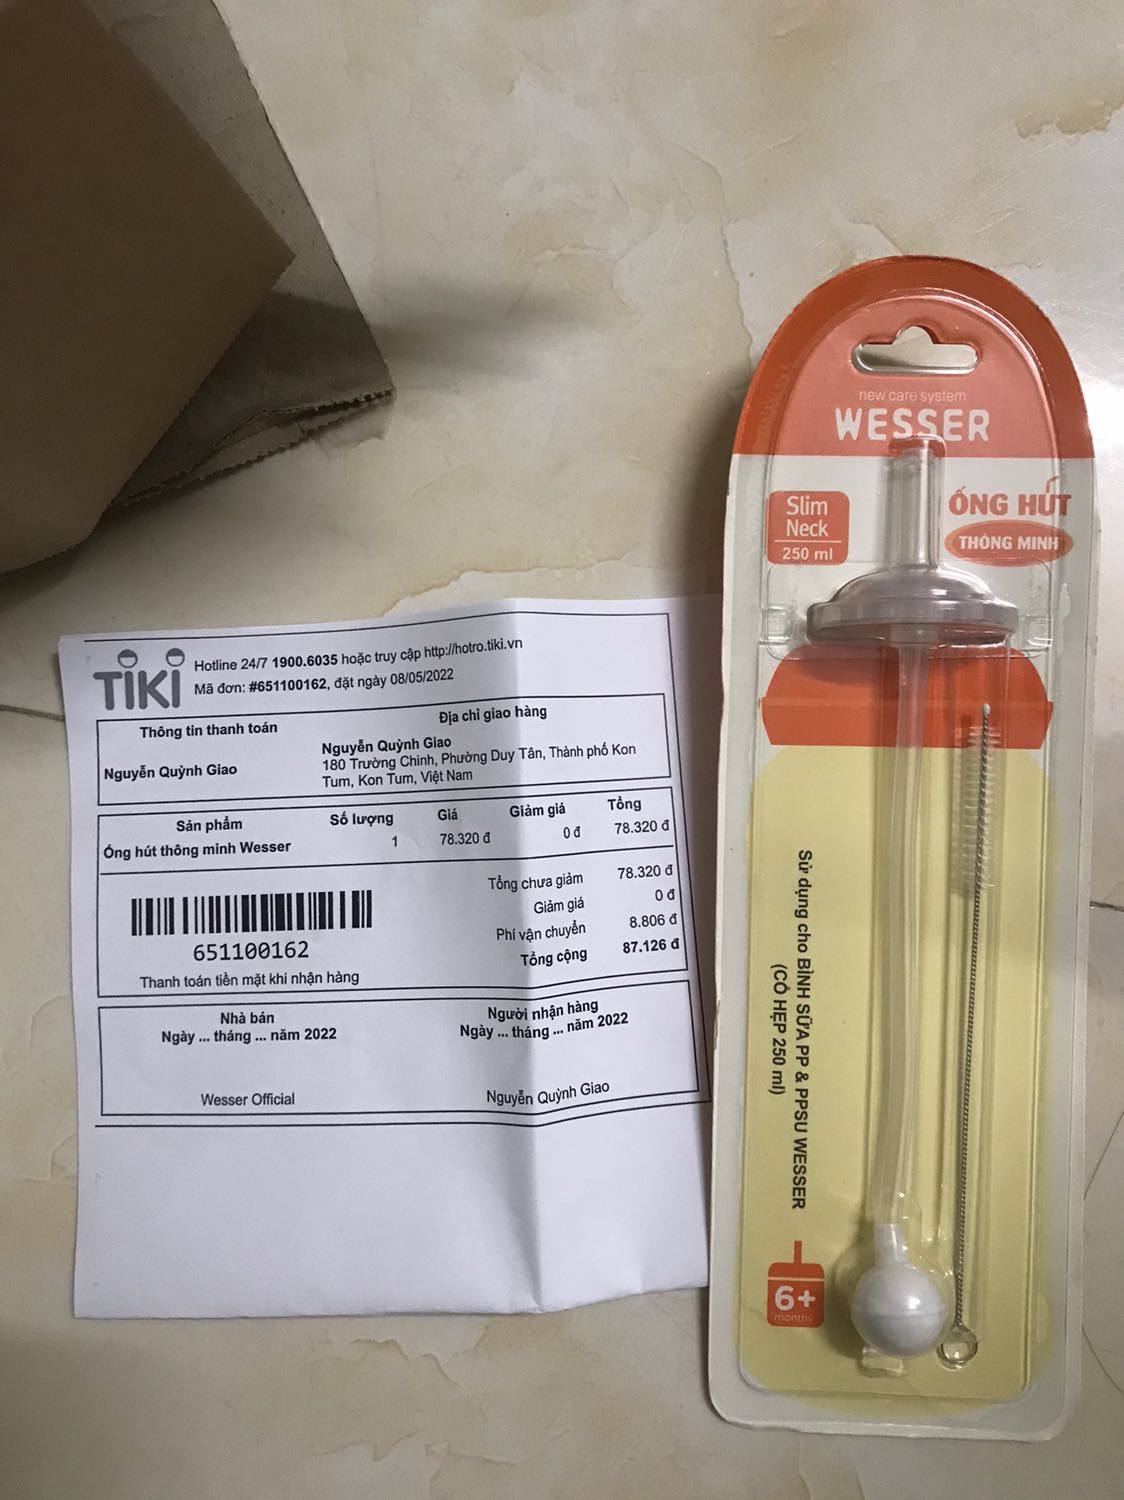 TIKI
Hotline 24/7 1900.6035 hoặc truy cập http://hotro.tiki.vn
Mã đơn: #651100162, đặt ngày 08/05/2022
Thông tin thanh toán
Địa chỉ giao hàng
Nguyễn Quỳnh Giao
Nguyễn Quỳnh Giao
180 Trường Chinh, Phường Duy Tân, Thành phố Kon
Tum, Kon Tum, Việt Nam
Sản phẩm Số lượng Giá Giảm giá Tổng
Ống hút thông minh Wesser 1 78.320 đ 0 đ 78.320 đ
Tổng chưa giảm 78.320 đ
Giảm giá 0 đ
Phí vận chuyển 8.806 đ
Tổng cộng 87.126 đ
651100162
Thanh toán tiền mặt khi nhận hàng
Nhà bán
Ngày ... tháng ... năm 2022
Wesser Official
Người nhận hàng
Ngày ... tháng ... năm 2022
Nguyễn Quỳnh Giao
new care system
WESSER
Slim
Neck
250 ml
ỐNG HÚT
THÔNG MINH
Sử dụng cho BÌNH SỮA PP & PPSU WESSER
(CỔ HẸP 250 ml)
6+
months